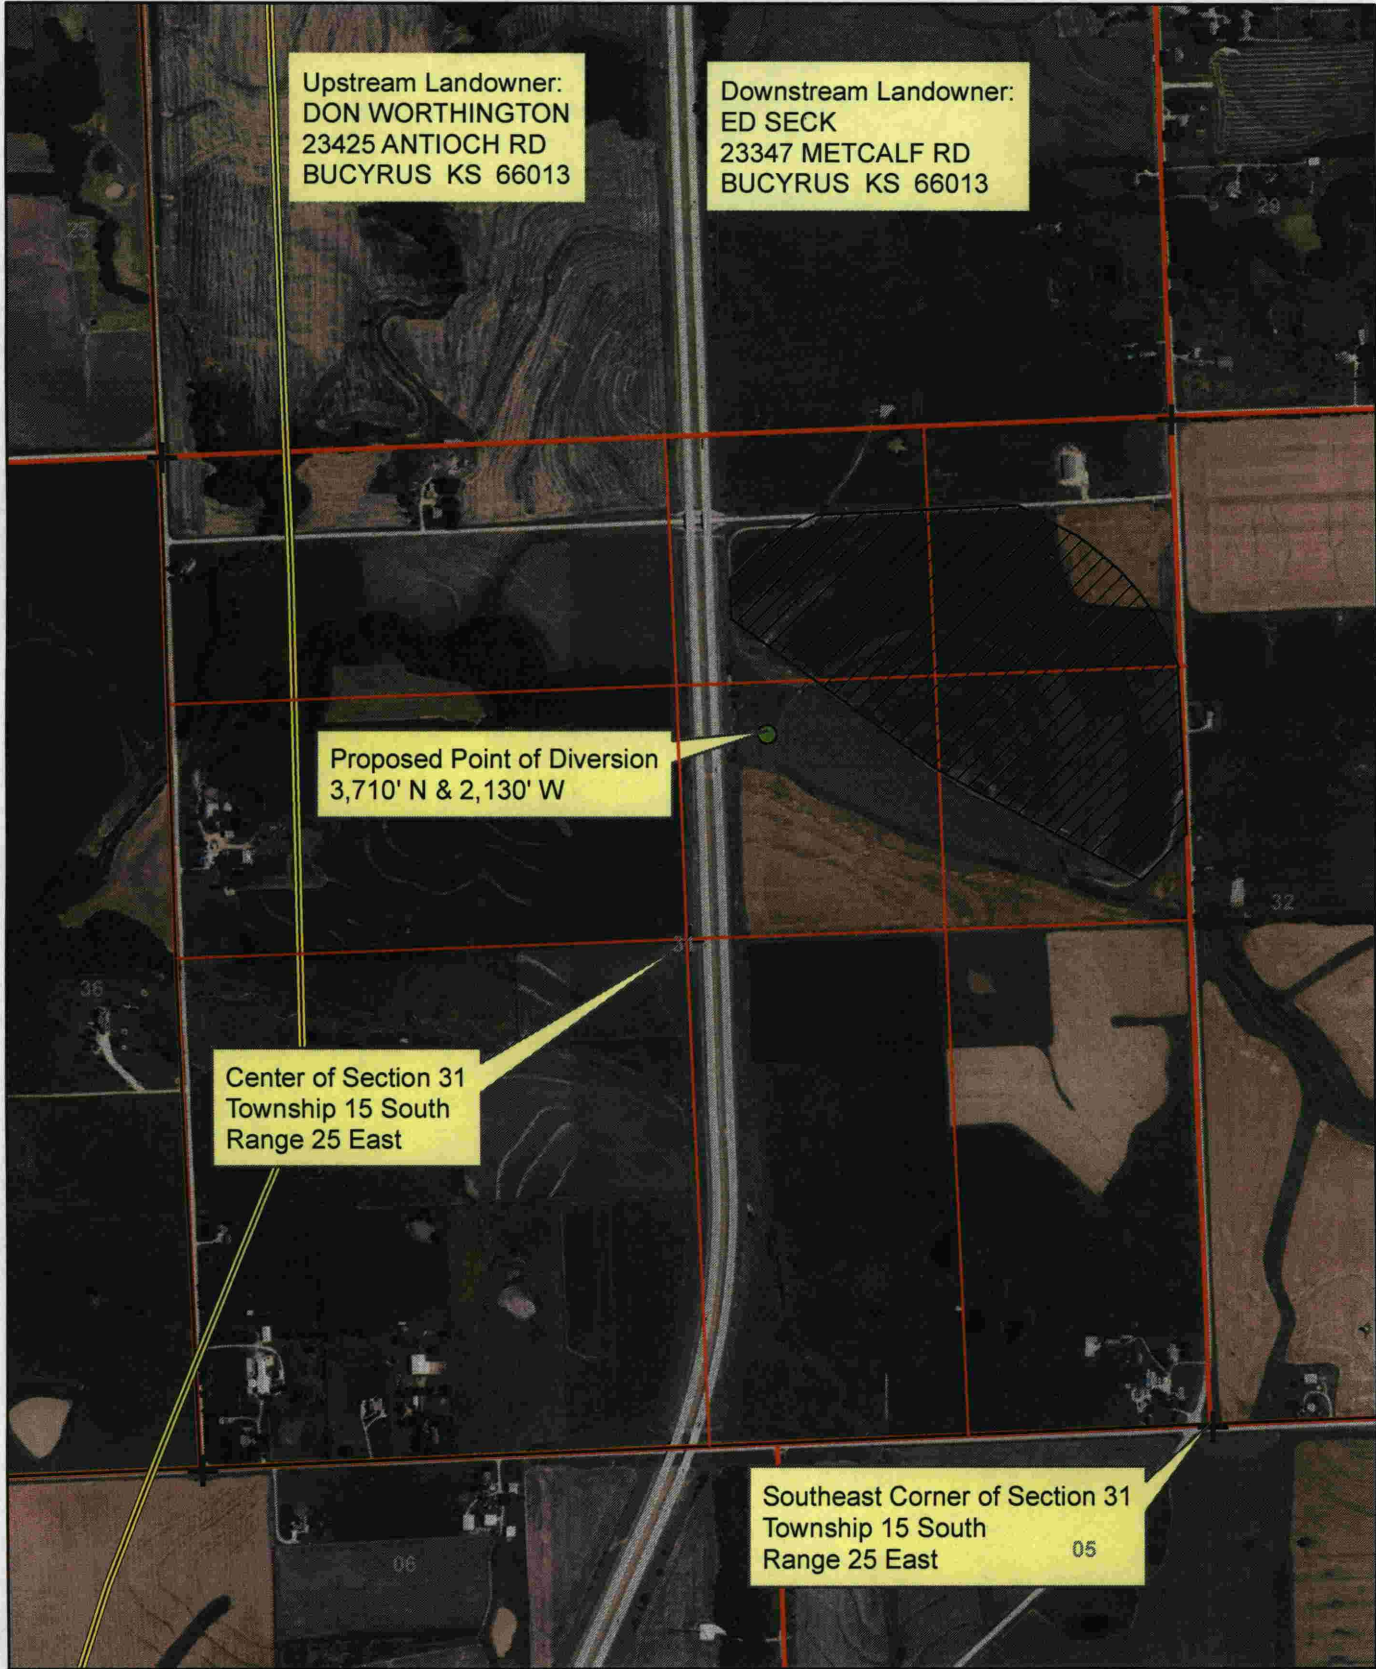 Upstream Landowner:
DON WORTHINGTON
23425 ANTIOCH RD
BUCYRUS KS 66013
Downstream Landowner:
ED SECK
23347 METCALF RD
BUCYRUS KS 66013
25
29
Proposed Point of Diversion
3,710' N & 2,130' W
32
31
36
Center of Section 31
Township 15 South
Range 25 East
Southeast Corner of Section 31
Township 15 South
Range 25 East
05
06